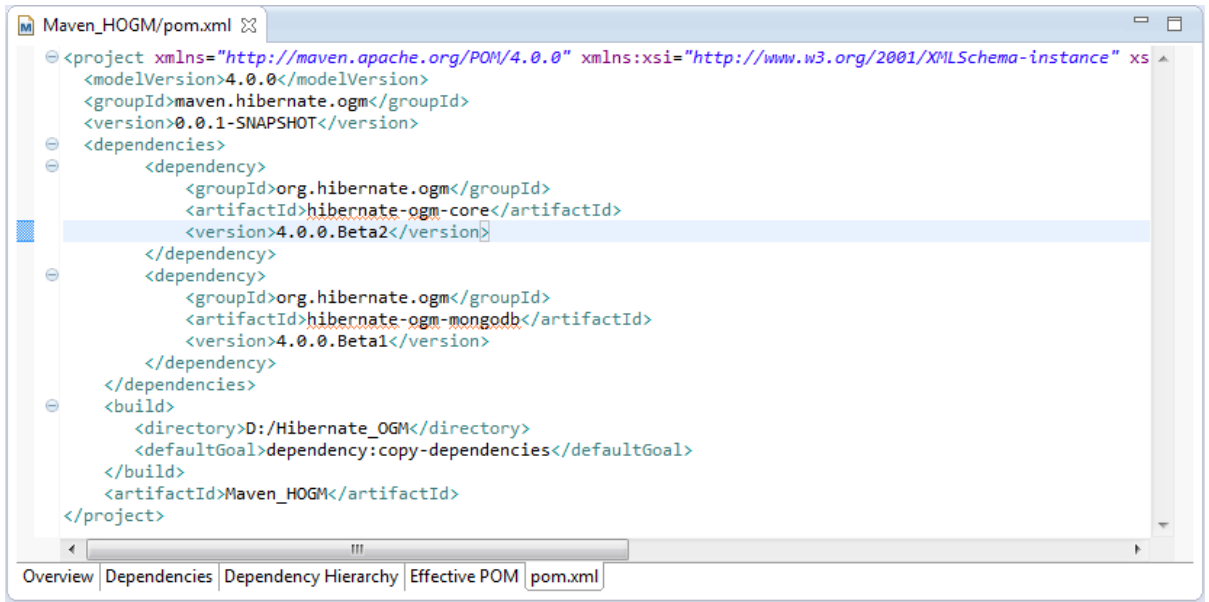 Maven_HOGM/pom.xml
<project xmlns="http://maven.apache.org/POM/4.0.0" xmlns:xsi="http://www.w3.org/2001/XMLSchema-instance" xs
<modelVersion>4.0.0</modelVersion>
<groupId>maven.hibernate.ogm</groupId>
<version>0.0.1-SNAPSHOT</version>
<dependencies>
<dependency>
<groupId>org.hibernate.ogm</groupId>
<artifactId>hibernate-ogm-core</artifactId>
<version>4.0.0.Beta2</version>
</dependency>
<dependency>
<groupId>org.hibernate.ogm</groupId>
<artifactId>hibernate-ogm-mongodb</artifactId>
<version>4.0.0.Beta1</version>
</dependency>
</dependencies>
<build>
<directory>D:/Hibernate_OGM</directory>
<defaultGoal>dependency:copy-dependencies</defaultGoal>
</build>
<artifactId>Maven_HOGM</artifactId>
</project>
Overview Dependencies Dependency Hierarchy Effective POM pom.xml